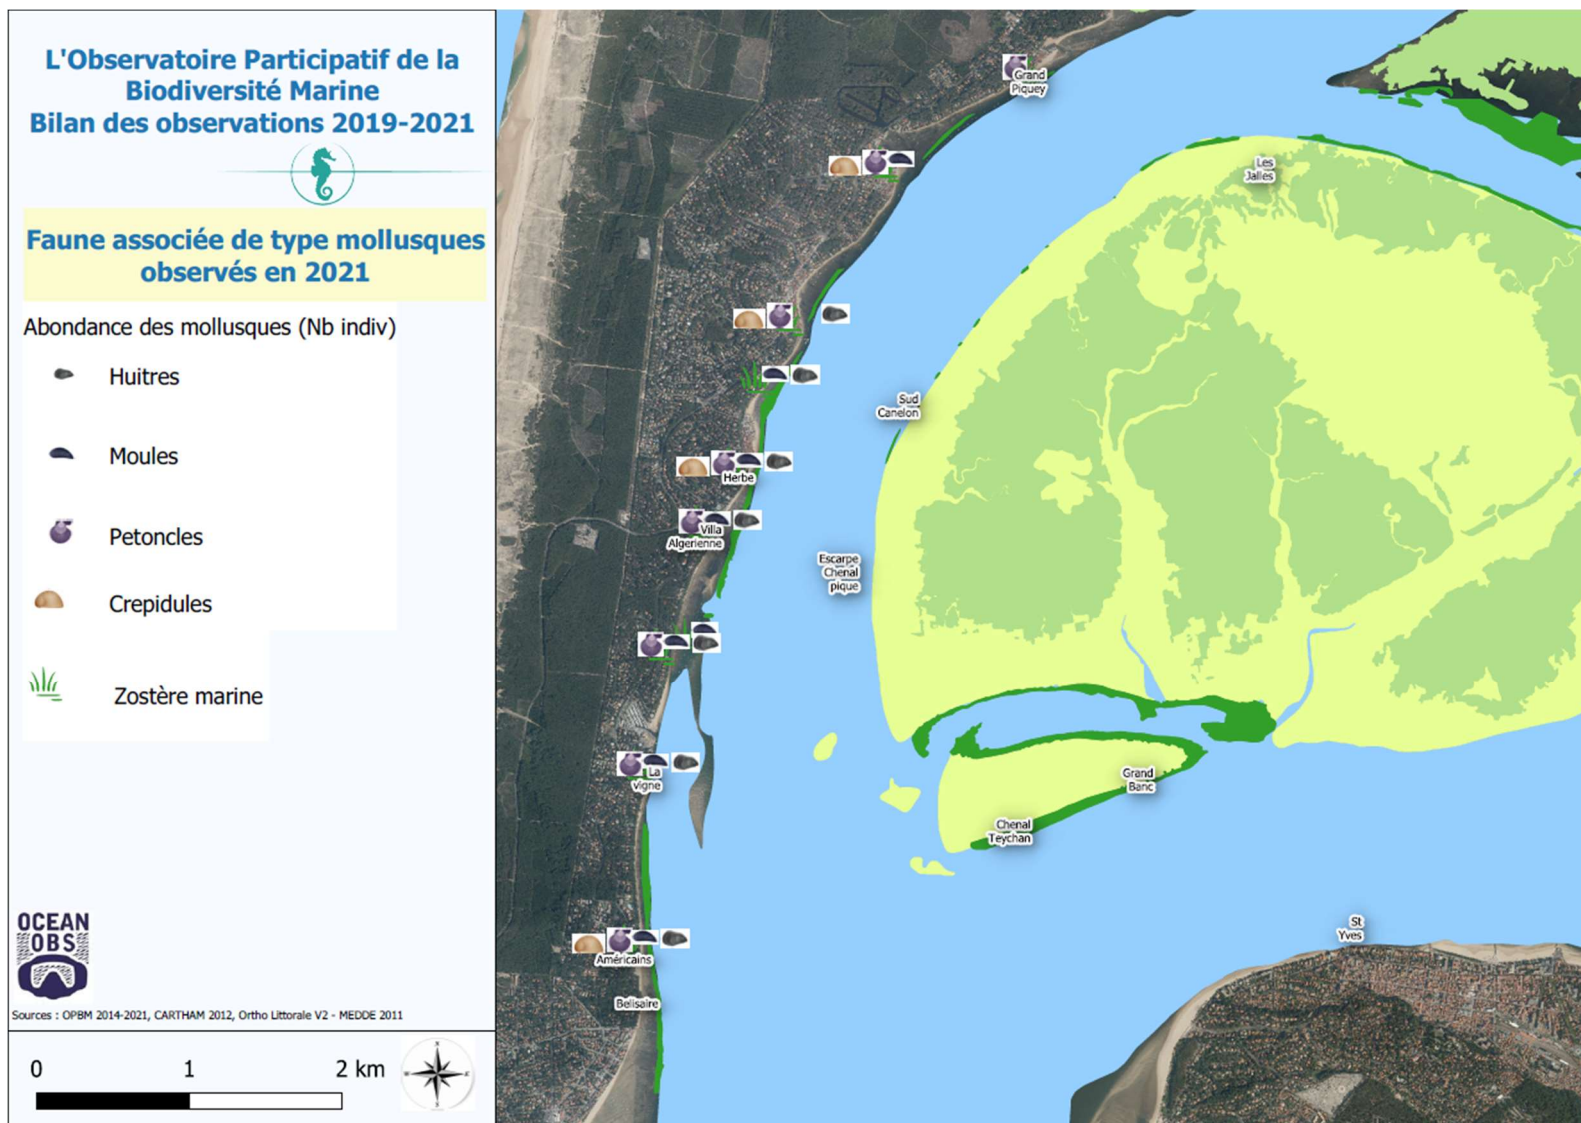 L'Observatoire Participatif de la
Biodiversité Marine
Bilan des observations 2019-2021
Faune associée de type mollusques
observés en 2021
Abondance des mollusques (Nb indiv)
Huitres
Moules
Petoncles
Crepidules
Zostère marine
OCEAN
OBS
Sources : OPBM 2014-2021, CARTHAM 2012, Ortho Littorale V2 - MEDDE 2011
0 1 2 km
N
W E
S
Grand
Piquey
Les
Jalles
Sud
Canelon
Herbe
Villa
Algerienne
Escarpe
Chenal
pique
La
vigne
Grand
Banc
Chenal
Teychan
St
Yves
Américains
Belisaire